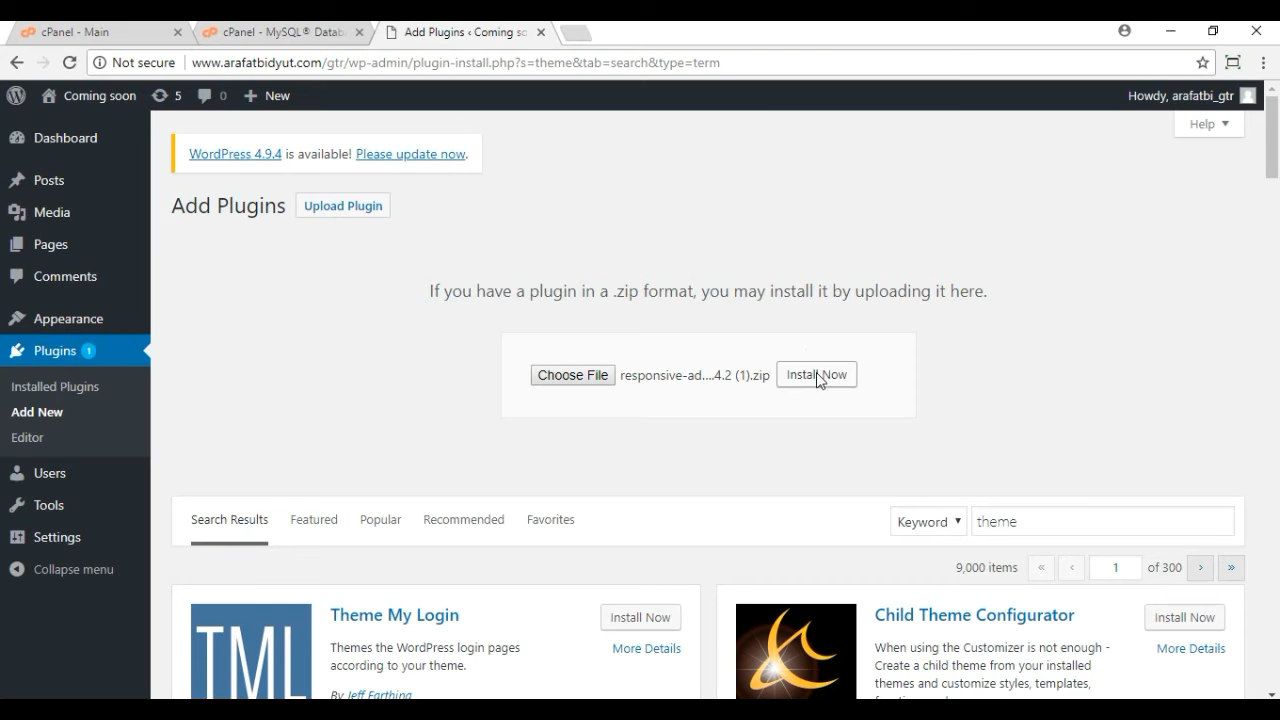 cPanel - Main
cPanel - MySQL® Datab
Add Plugins ‹ Coming so
Not secure
www.arafatbidyut.com/gtr/wp-admin/plugin-install.php?s=theme&tab=search&type=term
Coming soon
5
0
New
Howdy, arafatbi_gtr
Help
Dashboard
Posts
Media
Pages
Comments
Appearance
Plugins 1
Installed Plugins
Add New
Editor
Users
Tools
Settings
Collapse menu
WordPress 4.9.4 is available! Please update now.
Add Plugins
Upload Plugin
If you have a plugin in a .zip format, you may install it by uploading it here.
Choose File
responsive-ad....4.2 (1).zip
Install Now
Search Results
Featured
Popular
Recommended
Favorites
Keyword
theme
9,000 items
«
‹
1
of 300
›
»
TML
Theme My Login
Install Now
Themes the WordPress login pages
according to your theme.
More Details
By Jeff Farthing
Child Theme Configurator
Install Now
When using the Customizer is not enough -
Create a child theme from your installed
themes and customize styles, templates,
More Details